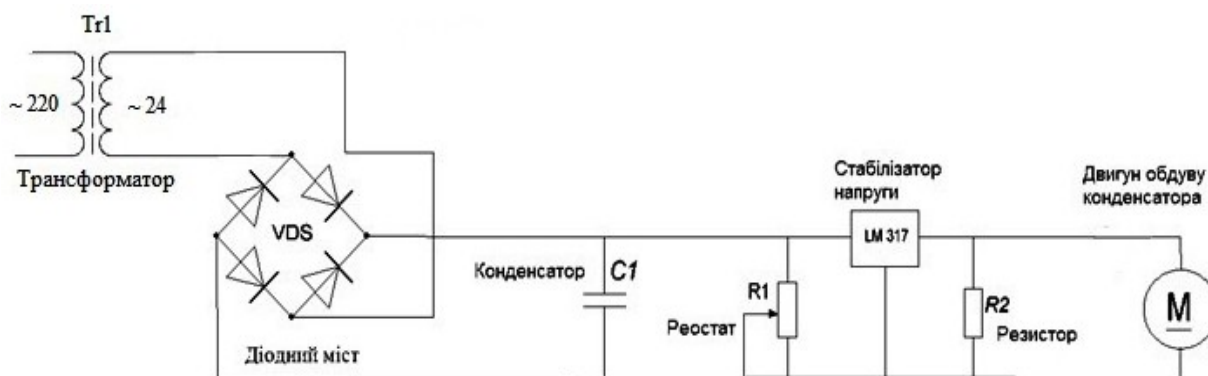 Tr1
~ 220
~ 24
Трансформатор
VDS
Діодний міст
Конденсатор
C1
Реостат
R1
Стабілізатор
напруги
LM 317
R2
Резистор
Двигун обдуву
конденсатора
M